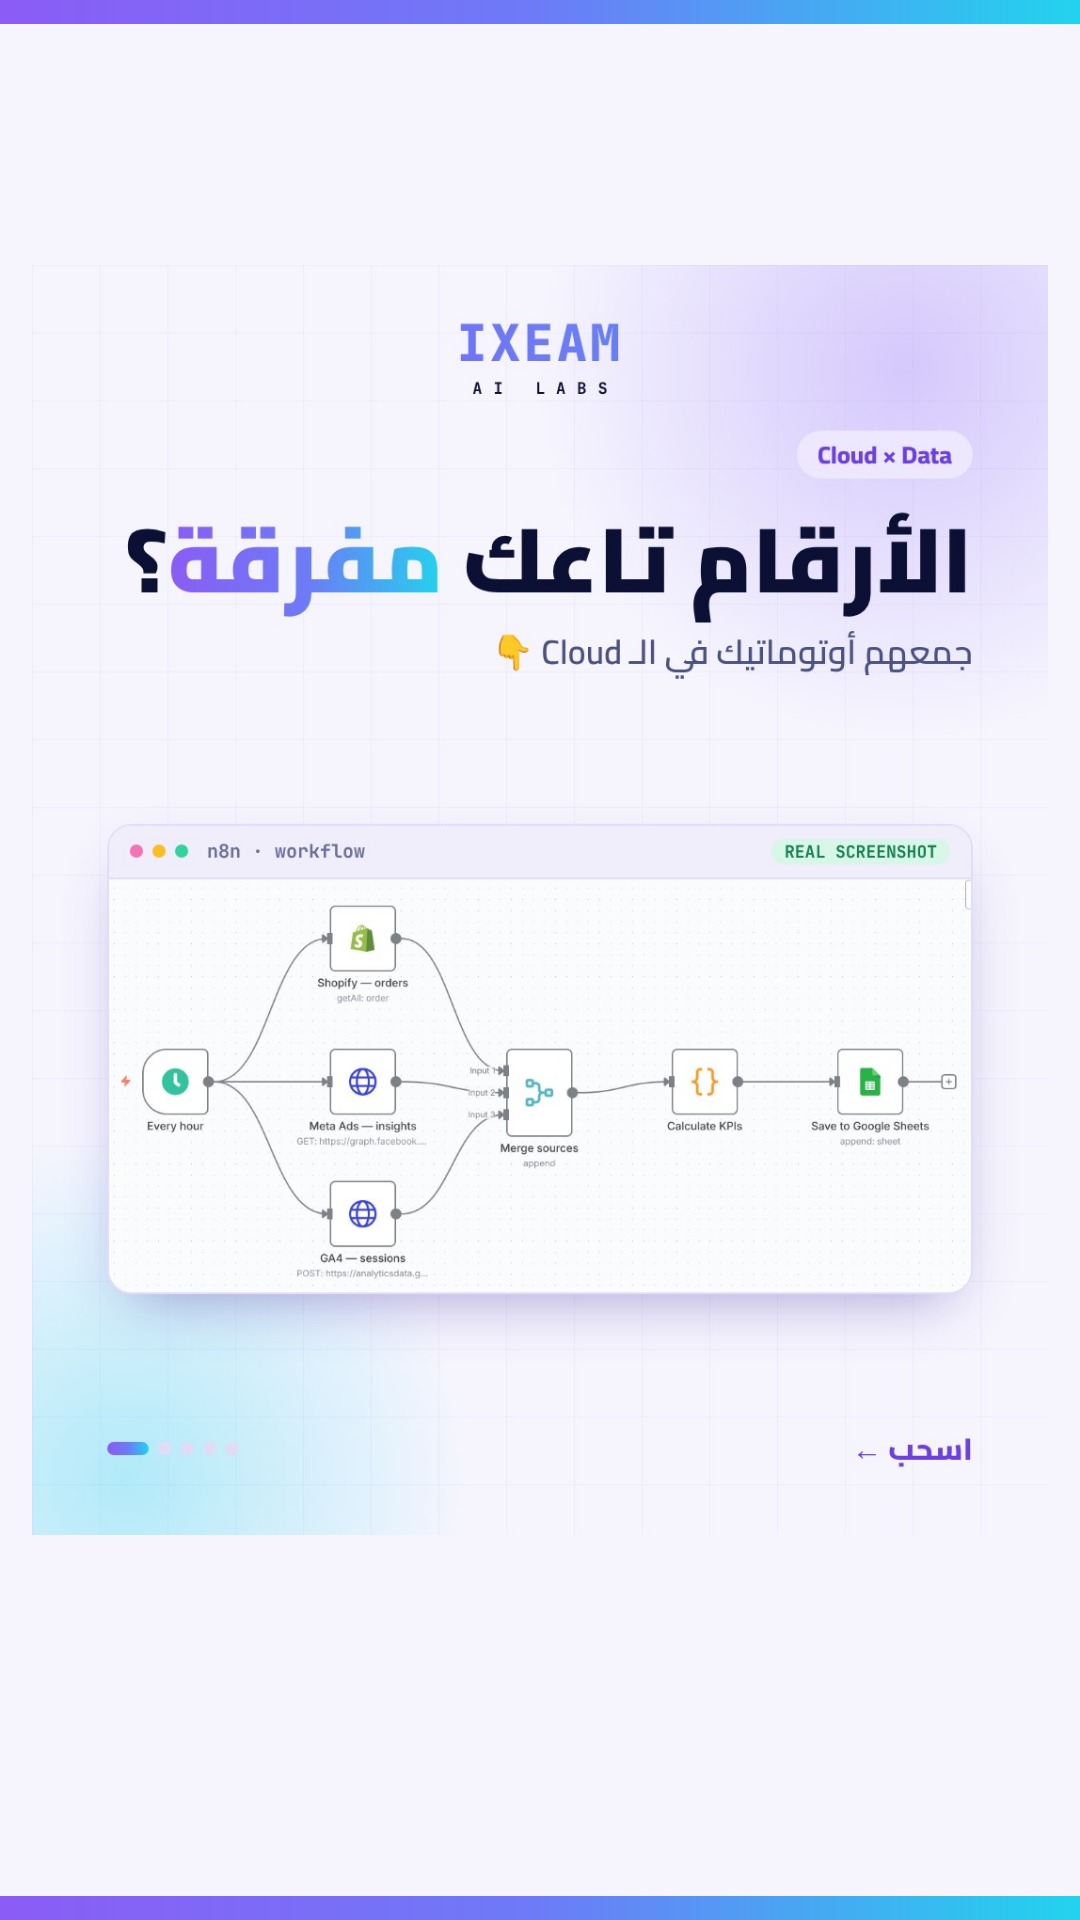 IXEAM
AI LABS
Cloud × Data
الأرقام تاعك مفرقة؟
جمعهم أوتوماتيك في الـ Cloud 👇
n8n · workflow
REAL SCREENSHOT
Shopify — orders
getAll: order
Every hour
Meta Ads — insights
GET: https://graph.facebook....
GA4 — sessions
POST: https://analyticsdata.g...
Input 1
Input 2
Input 3
Merge sources
append
Calculate KPIs
Save to Google Sheets
append: sheet
اسحب ←